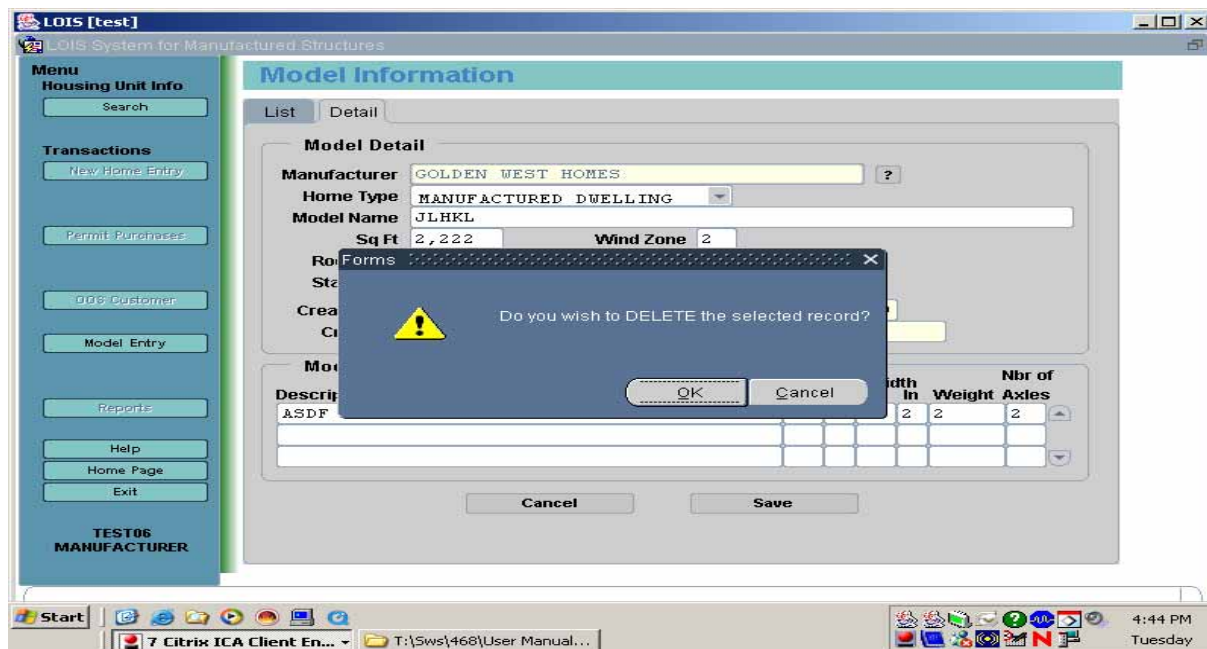 LOIS [test]
LOIS System for Manufactured Structures
Menu
Housing Unit Info
Search
Transactions
New Home Entry
Permit Purchases
OOS Customer
Model Entry
Reports
Help
Home Page
Exit
TEST06
MANUFACTURER
Model Information
List Detail
Model Detail
Manufacturer GOLDEN WEST HOMES ?
Home Type MANUFACTURED DWELLING
Model Name JLHKL
Sq Ft 2,222 Wind Zone 2
Forms
Do you wish to DELETE the selected record?
OK Cancel
Nbr of
In Weight Axles
ASDF 2 2 2
Cancel Save
Start
7 Citrix ICA Client En... T:\Sws\468\User Manual...
4:44 PM
Tuesday